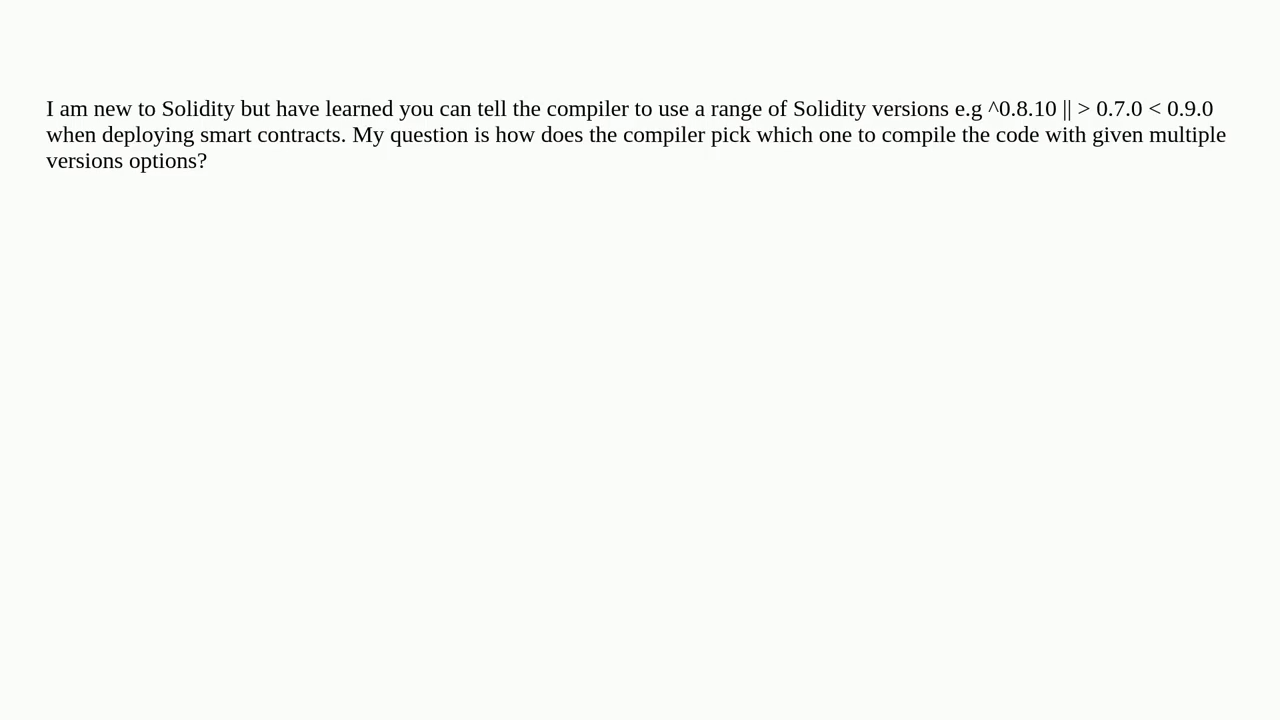 I am new to Solidity but have learned you can tell the compiler to use a range of Solidity versions e.g ^0.8.10 || > 0.7.0 < 0.9.0
when deploying smart contracts. My question is how does the compiler pick which one to compile the code with given multiple
versions options?